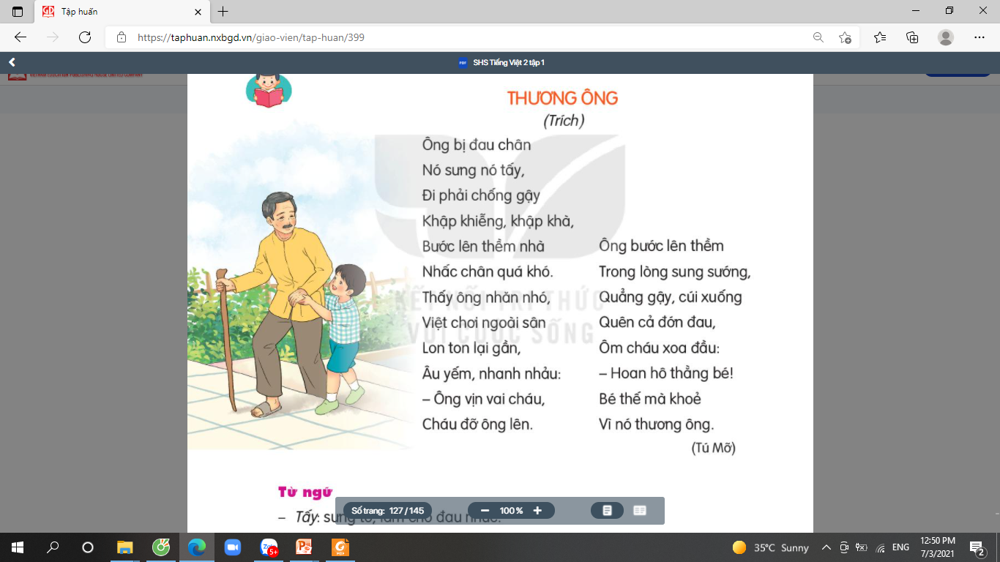 Tập huấn
https://taphuan.nxbgd.vn/giao-vien/tap-huan/399
PDF SHS Tiếng Việt 2 tập 1
THƯƠNG ÔNG
(Trích)
Ông bị đau chân
Nó sưng nó tấy,
Đi phải chống gậy
Khập khiễng, khập khà,
Bước lên thềm nhà
Nhấc chân quá khó.
Thấy ông nhăn nhó,
Việt chơi ngoài sân
Lon ton lại gần,
Âu yếm, nhanh nhảu:
– Ông vịn vai cháu,
Cháu đỡ ông lên.
Ông bước lên thềm
Trong lòng sung sướng,
Quẳng gậy, cúi xuống
Quên cả đớn đau,
Ôm cháu xoa đầu:
– Hoan hô thằng bé!
Bé thế mà khoẻ
Vì nó thương ông.
(Tú Mỡ)
KẾT NỐI TRI THỨC
VỚI CUỘC SỐNG
Từ ngữ
– Tấy: sưng to, làm cho đau nhức.
Số trang: 127 / 145
100 %
5+
35°C Sunny
ENG
12:50 PM
7/3/2021
2